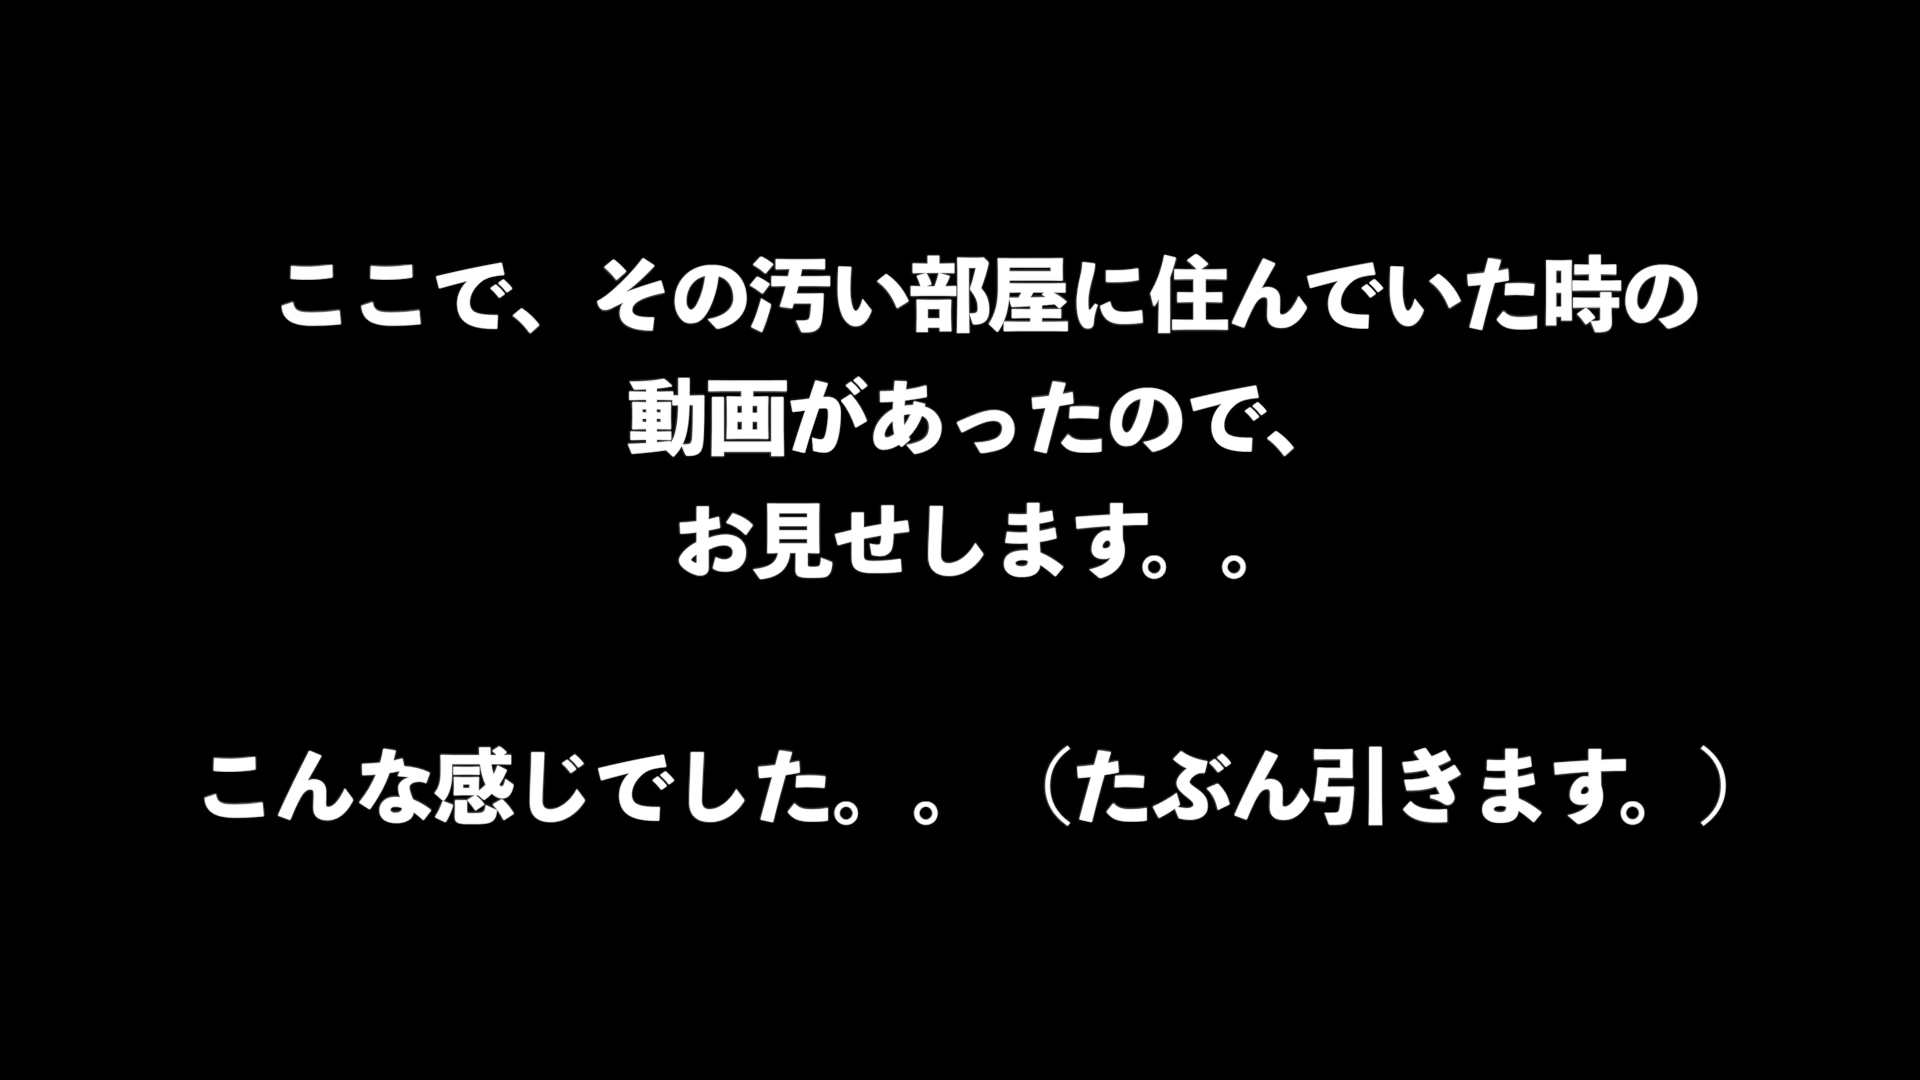 ここで、その汚い部屋に住んでいた時の
動画があったので、
お見せします。。
こんな感じでした。。（たぶん引きます。）